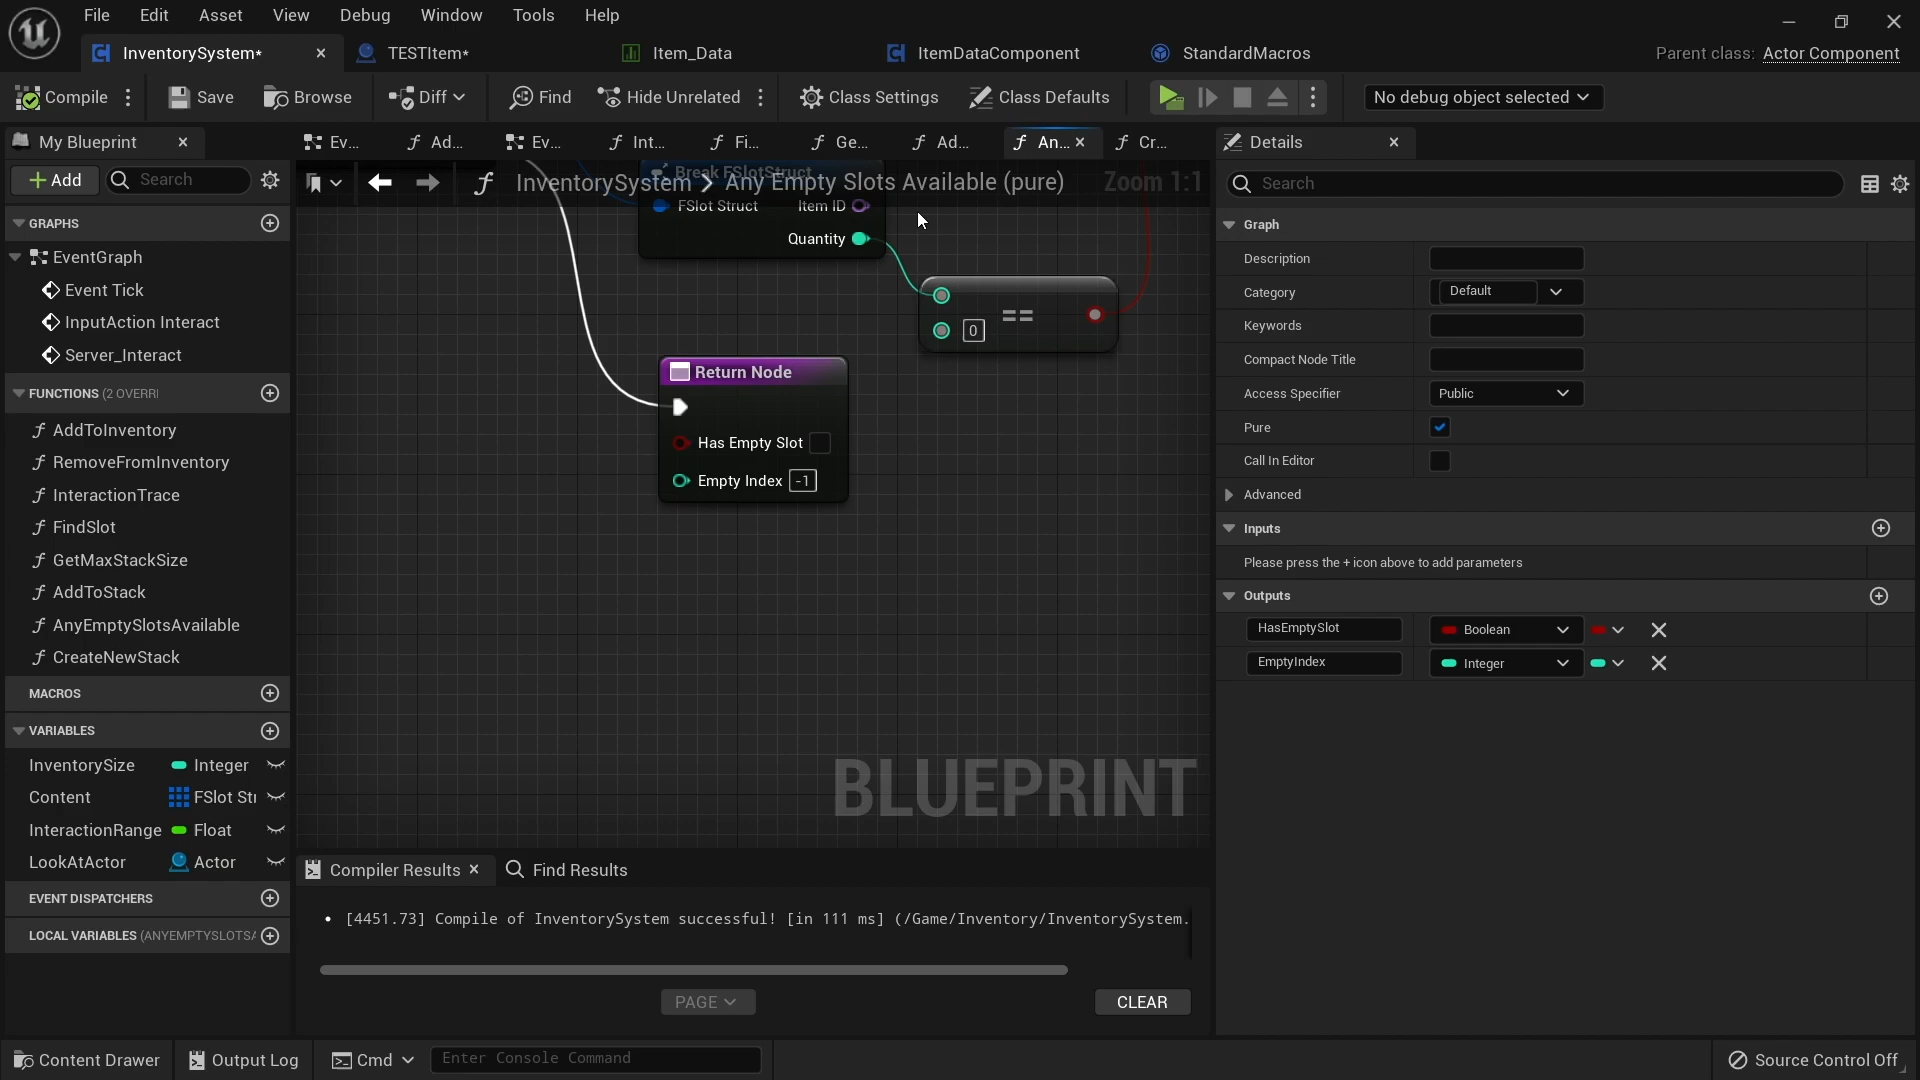 File Edit Asset View Debug Window Tools Help
InventorySystem* TESTItem* Item_Data ItemDataComponent StandardMacros Parent class: Actor Component
Compile Save Browse Diff Find Hide Unrelated Class Settings Class Defaults No debug object selected
My Blueprint Ev... Ad... Ev... Int... Fi... Ge... Ad... An... Cr... Details
Add Search
InventorySystem > Any Empty Slots Available (pure) Zoom 1:1
Search
Break FSlotStruct
FSlot Struct Item ID
Quantity
==
0
Return Node
Has Empty Slot
Empty Index -1
BLUEPRINT
GRAPHS
EventGraph
Event Tick
InputAction Interact
Server_Interact
FUNCTIONS (2 OVERRI
AddToInventory
RemoveFromInventory
InteractionTrace
FindSlot
GetMaxStackSize
AddToStack
AnyEmptySlotsAvailable
CreateNewStack
MACROS
VARIABLES
InventorySize Integer
Content FSlot Str
InteractionRange Float
LookAtActor Actor
EVENT DISPATCHERS
LOCAL VARIABLES (ANYEMPTYSLOTSA
Graph
Description
Category Default
Keywords
Compact Node Title
Access Specifier Public
Pure
Call In Editor
Advanced
Inputs
Please press the + icon above to add parameters
Outputs
HasEmptySlot Boolean
EmptyIndex Integer
Compiler Results Find Results
• [4451.73] Compile of InventorySystem successful! [in 111 ms] (/Game/Inventory/InventorySystem.
PAGE CLEAR
Content Drawer Output Log Cmd Enter Console Command Source Control Off